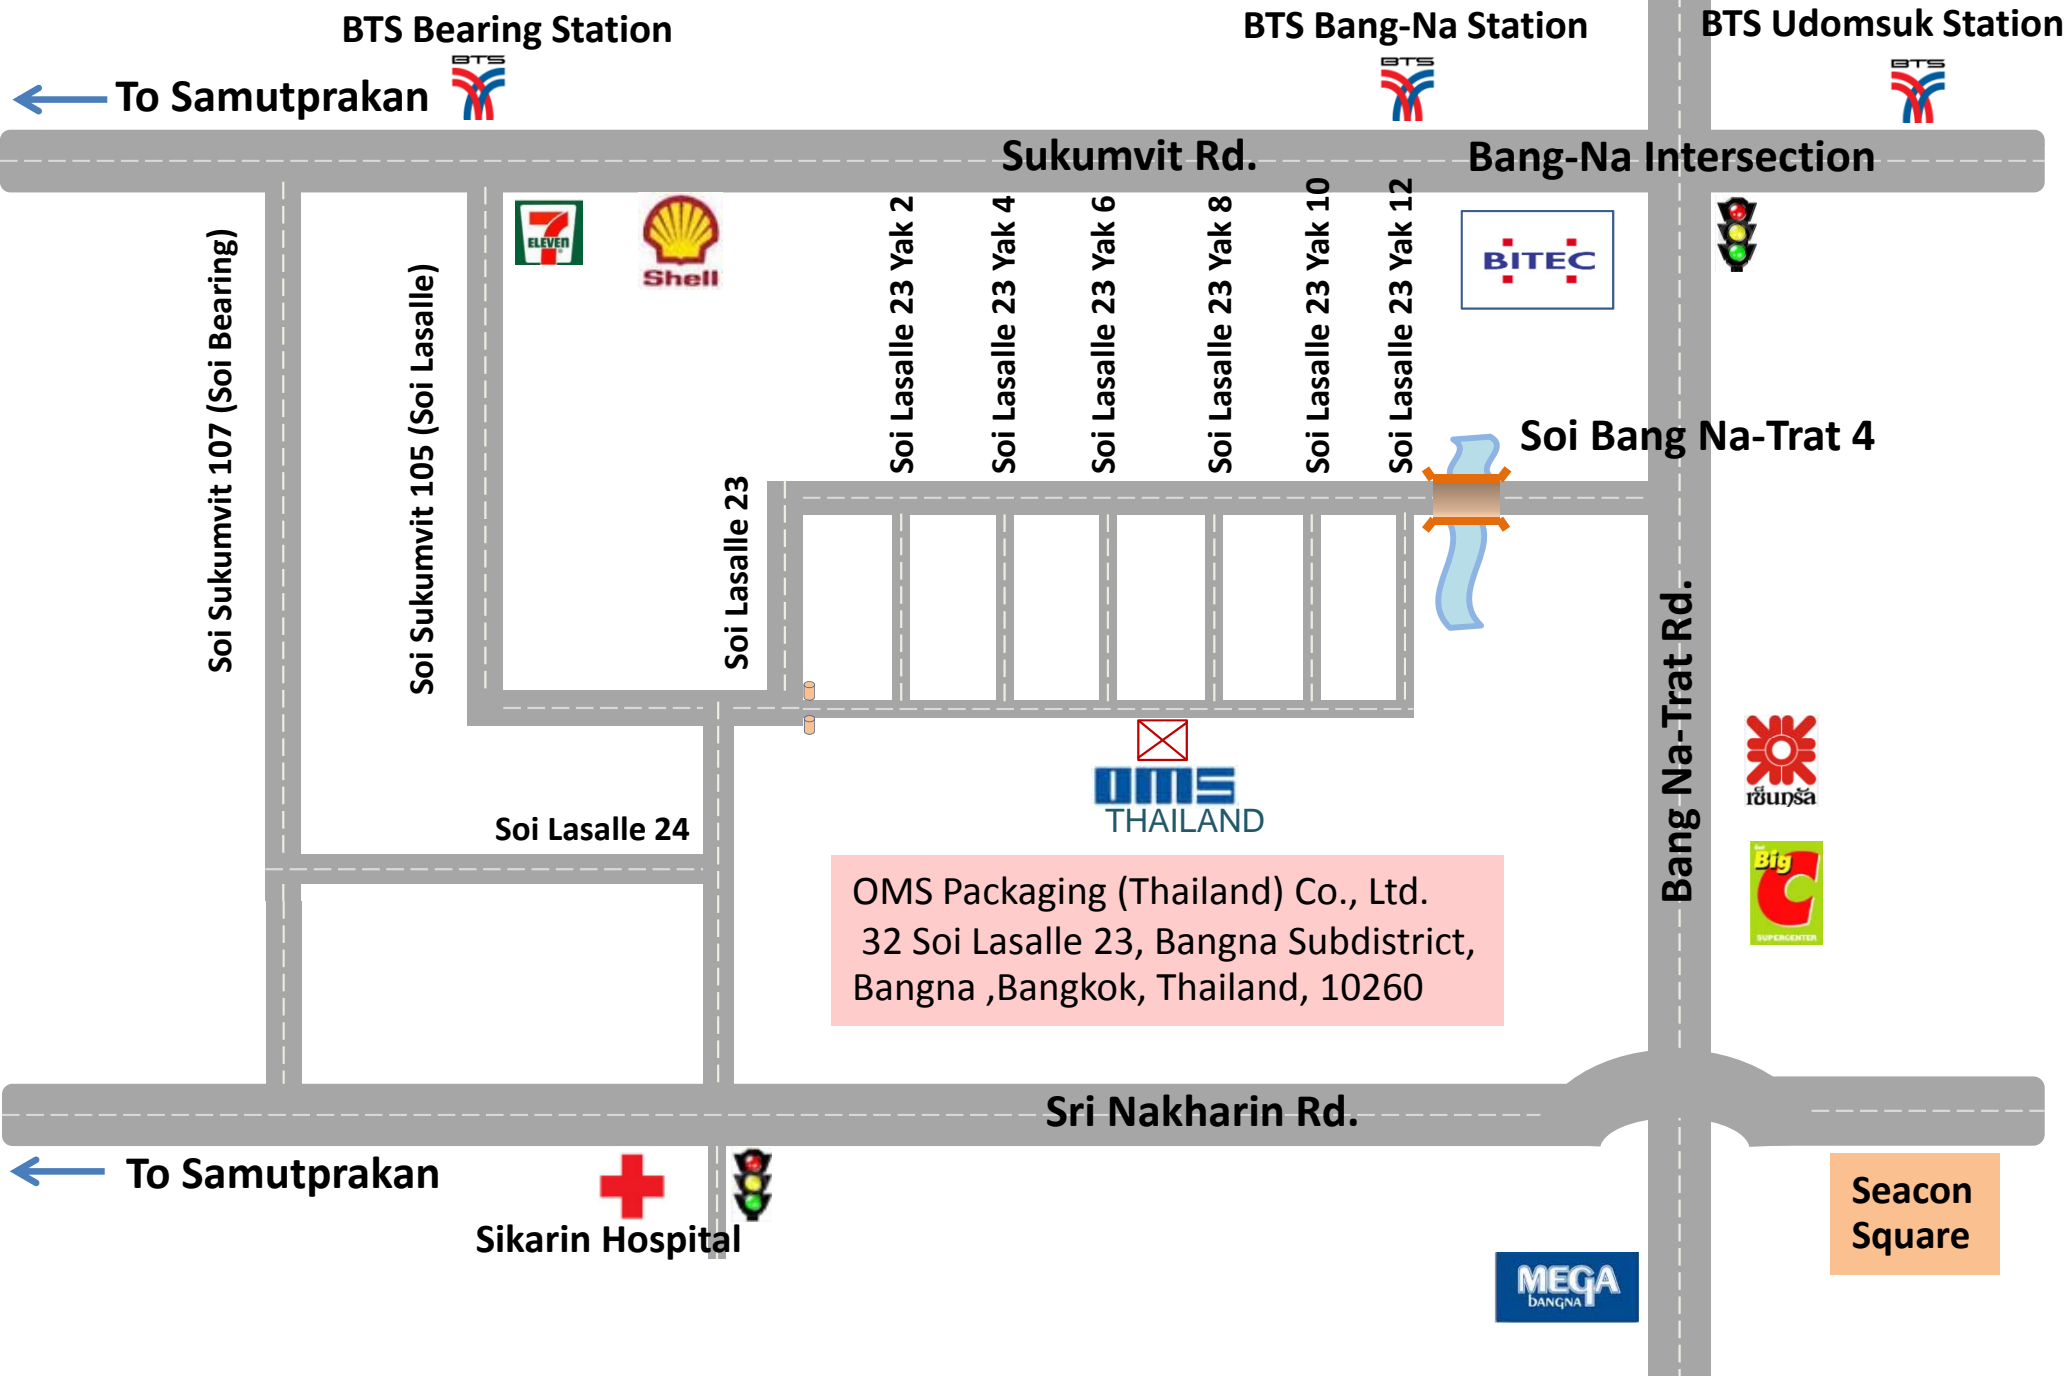 BTS Bearing Station
BTS Bang-Na Station
BTS Udomsuk Station
BTS
BTS
BTS
To Samutprakan
Sukumvit Rd.
Bang-Na Intersection
7
ELEVEN
Shell
BITEC
Soi Sukumvit 107 (Soi Bearing)
Soi Sukumvit 105 (Soi Lasalle)
Soi Lasalle 23
Soi Lasalle 23 Yak 2
Soi Lasalle 23 Yak 4
Soi Lasalle 23 Yak 6
Soi Lasalle 23 Yak 8
Soi Lasalle 23 Yak 10
Soi Lasalle 23 Yak 12
Soi Bang Na-Trat 4
Bang Na-Trat Rd.
เซ็นทรัล
OMS
THAILAND
Soi Lasalle 24
Big
C
SUPERCENTER
OMS Packaging (Thailand) Co., Ltd.
32 Soi Lasalle 23, Bangna Subdistrict,
Bangna ,Bangkok, Thailand, 10260
Sri Nakharin Rd.
To Samutprakan
Sikarin Hospital
Seacon
Square
MEGA
bANGNA